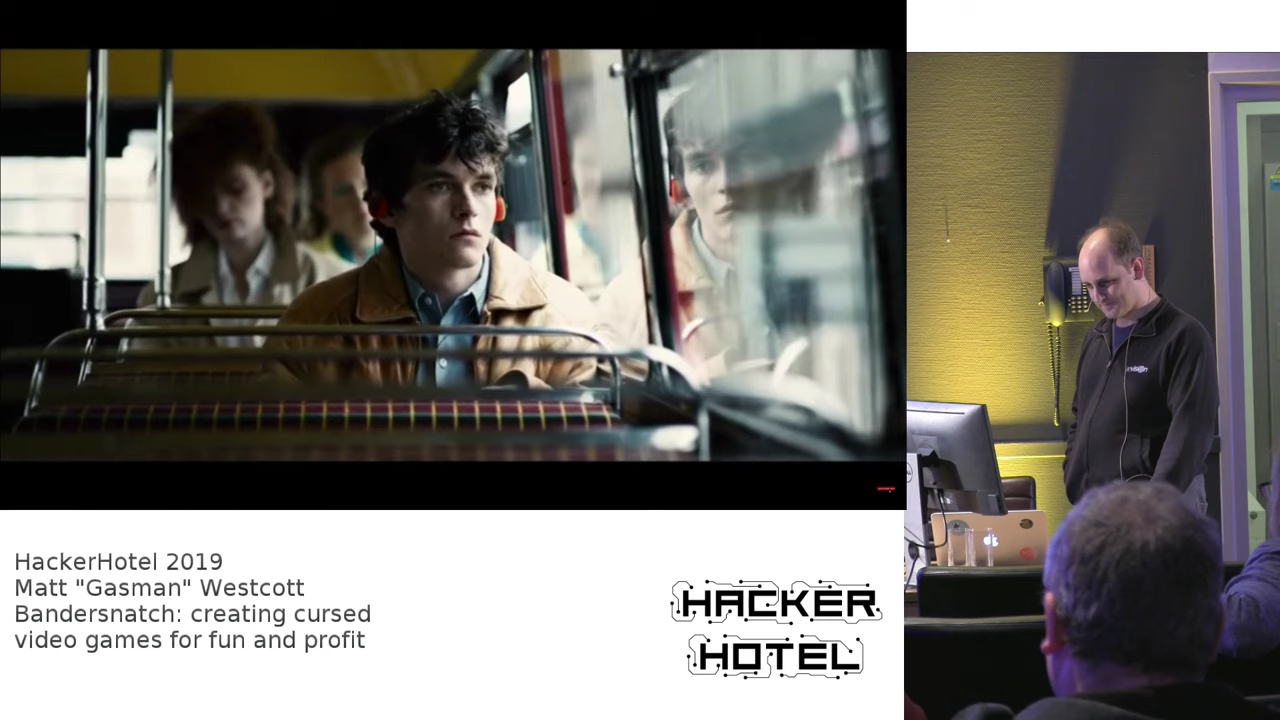 HackerHotel 2019
Matt "Gasman" Westcott
Bandersnatch: creating cursed
video games for fun and profit
HACKER
HOTEL